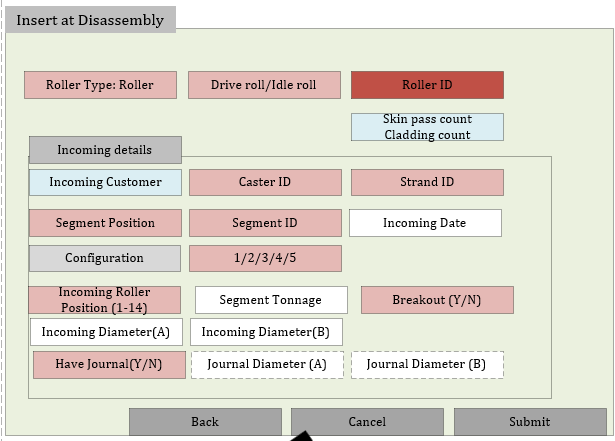 Insert at Disassembly
Roller Type: Roller
Drive roll/Idle roll
Roller ID
Skin pass count
Cladding count
Incoming details
Incoming Customer
Caster ID
Strand ID
Segment Position
Segment ID
Incoming Date
Configuration
1/2/3/4/5
Incoming Roller
Position (1-14)
Segment Tonnage
Breakout (Y/N)
Incoming Diameter(A)
Incoming Diameter(B)
Have Journal(Y/N)
Journal Diameter (A)
Journal Diameter (B)
Back
Cancel
Submit